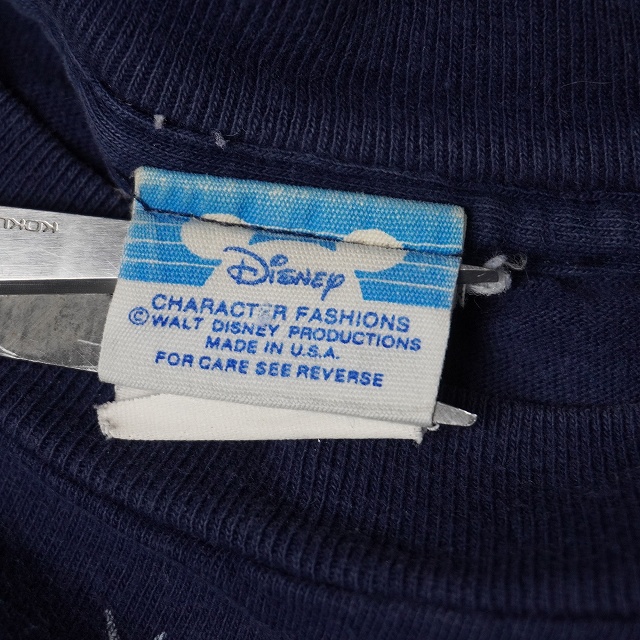 Disney
CHARACTER FASHIONS
©WALT DISNEY PRODUCTIONS
MADE IN U.S.A.
FOR CARE SEE REVERSE